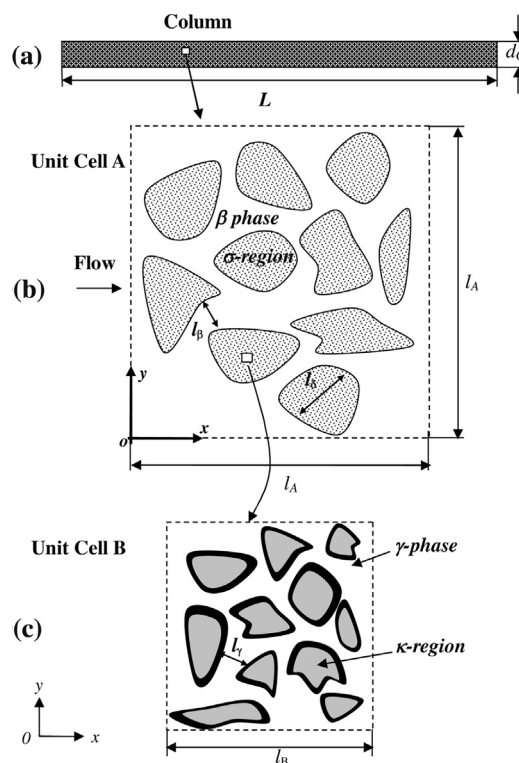 Column
(a)
d
L
Unit Cell A
β phase
σ-region
Flow
(b)
l_A
l_β
l_δ
y
o
x
l_A
Unit Cell B
γ-phase
(c)
l_γ
κ-region
y
0
x
l_B